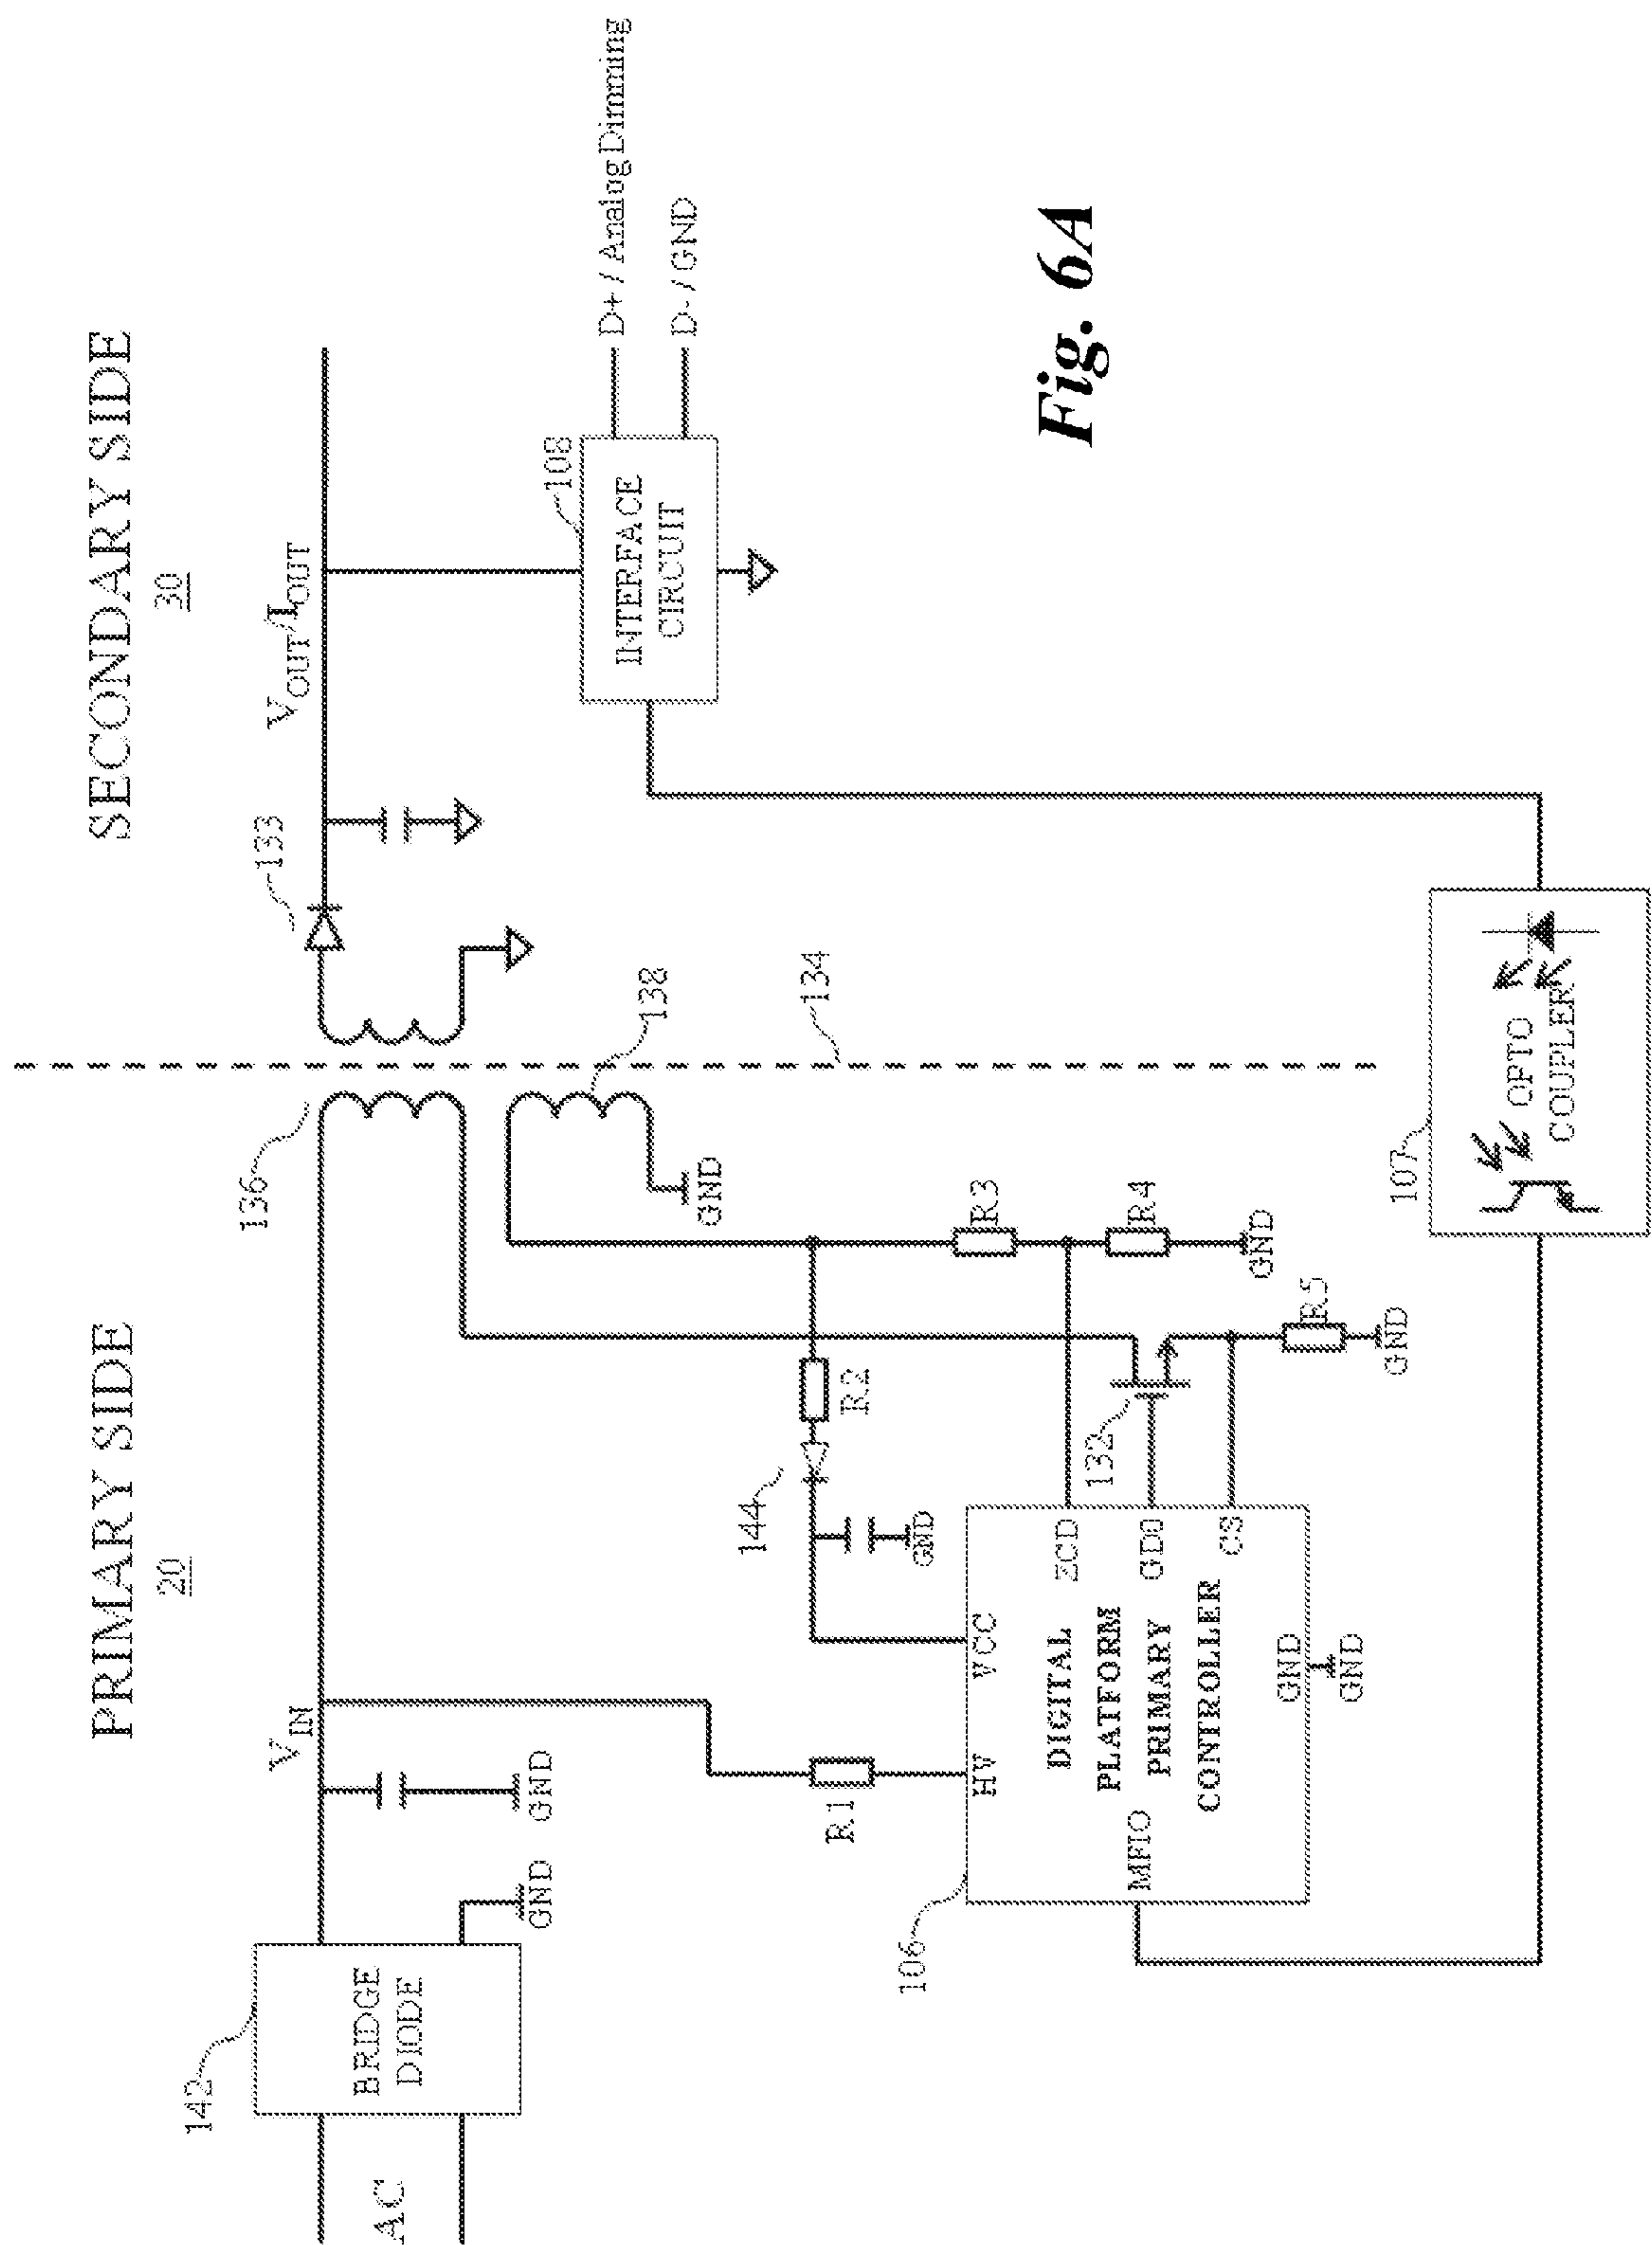 PRIMARY SIDE
20
SECONDARY SIDE
30
142
BRIDGE
DIODE
AC
GND
GND
V_IN
136
133
V_OUT/I_OUT
138
GND
134
108
INTERFACE
CIRCUIT
D+ / Analog Dimming
D- / GND
R1
144
R2
GND
R3
R4
GND
106
HV
VCC
MFIO
DIGITAL
PLATFORM
PRIMARY
CONTROLLER
ZCD
GD0
CS
GND
GND
132
R5
GND
107
OPTO
COUPLER
Fig. 6A